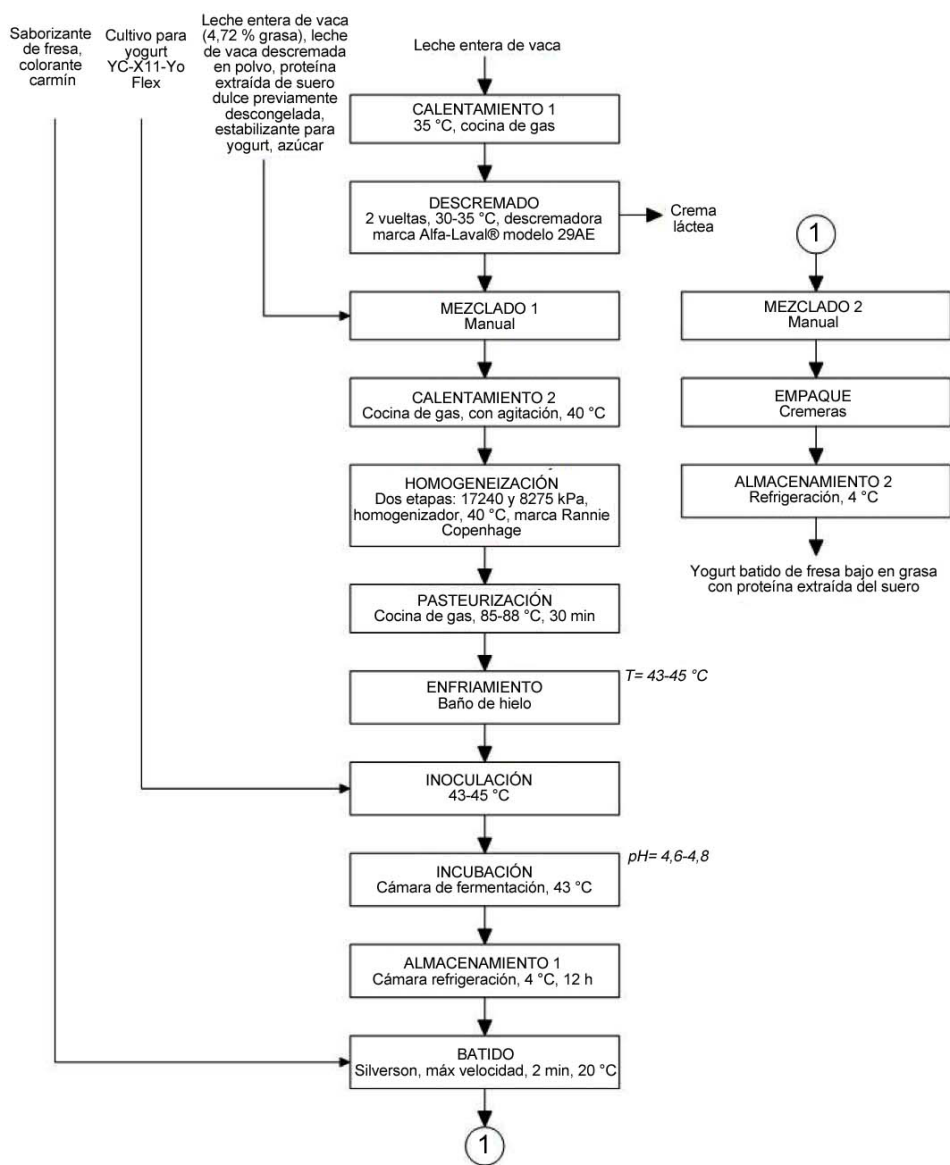 Saborizante
de fresa,
colorante
carmín
Cultivo para
yogurt
YC-X11-Yo
Flex
Leche entera de vaca
(4,72 % grasa), leche
de vaca descremada
en polvo, proteína
extraída de suero
dulce previamente
descongelada,
estabilizante para
yogurt, azúcar
Leche entera de vaca
CALENTAMIENTO 1
35 °C, cocina de gas
DESCREMADO
2 vueltas, 30-35 °C, descremadora
marca Alfa-Laval® modelo 29AE
Crema
láctea
MEZCLADO 1
Manual
CALENTAMIENTO 2
Cocina de gas, con agitación, 40 °C
HOMOGENEIZACIÓN
Dos etapas: 17240 y 8275 kPa,
homogenizador, 40 °C, marca Rannie
Copenhage
PASTEURIZACIÓN
Cocina de gas, 85-88 °C, 30 min
ENFRIAMIENTO
Baño de hielo
T= 43-45 °C
INOCULACIÓN
43-45 °C
INCUBACIÓN
Cámara de fermentación, 43 °C
pH= 4,6-4,8
ALMACENAMIENTO 1
Cámara refrigeración, 4 °C, 12 h
BATIDO
Silverson, máx velocidad, 2 min, 20 °C
1
1
MEZCLADO 2
Manual
EMPAQUE
Cremeras
ALMACENAMIENTO 2
Refrigeración, 4 °C
Yogurt batido de fresa bajo en grasa
con proteína extraída del suero